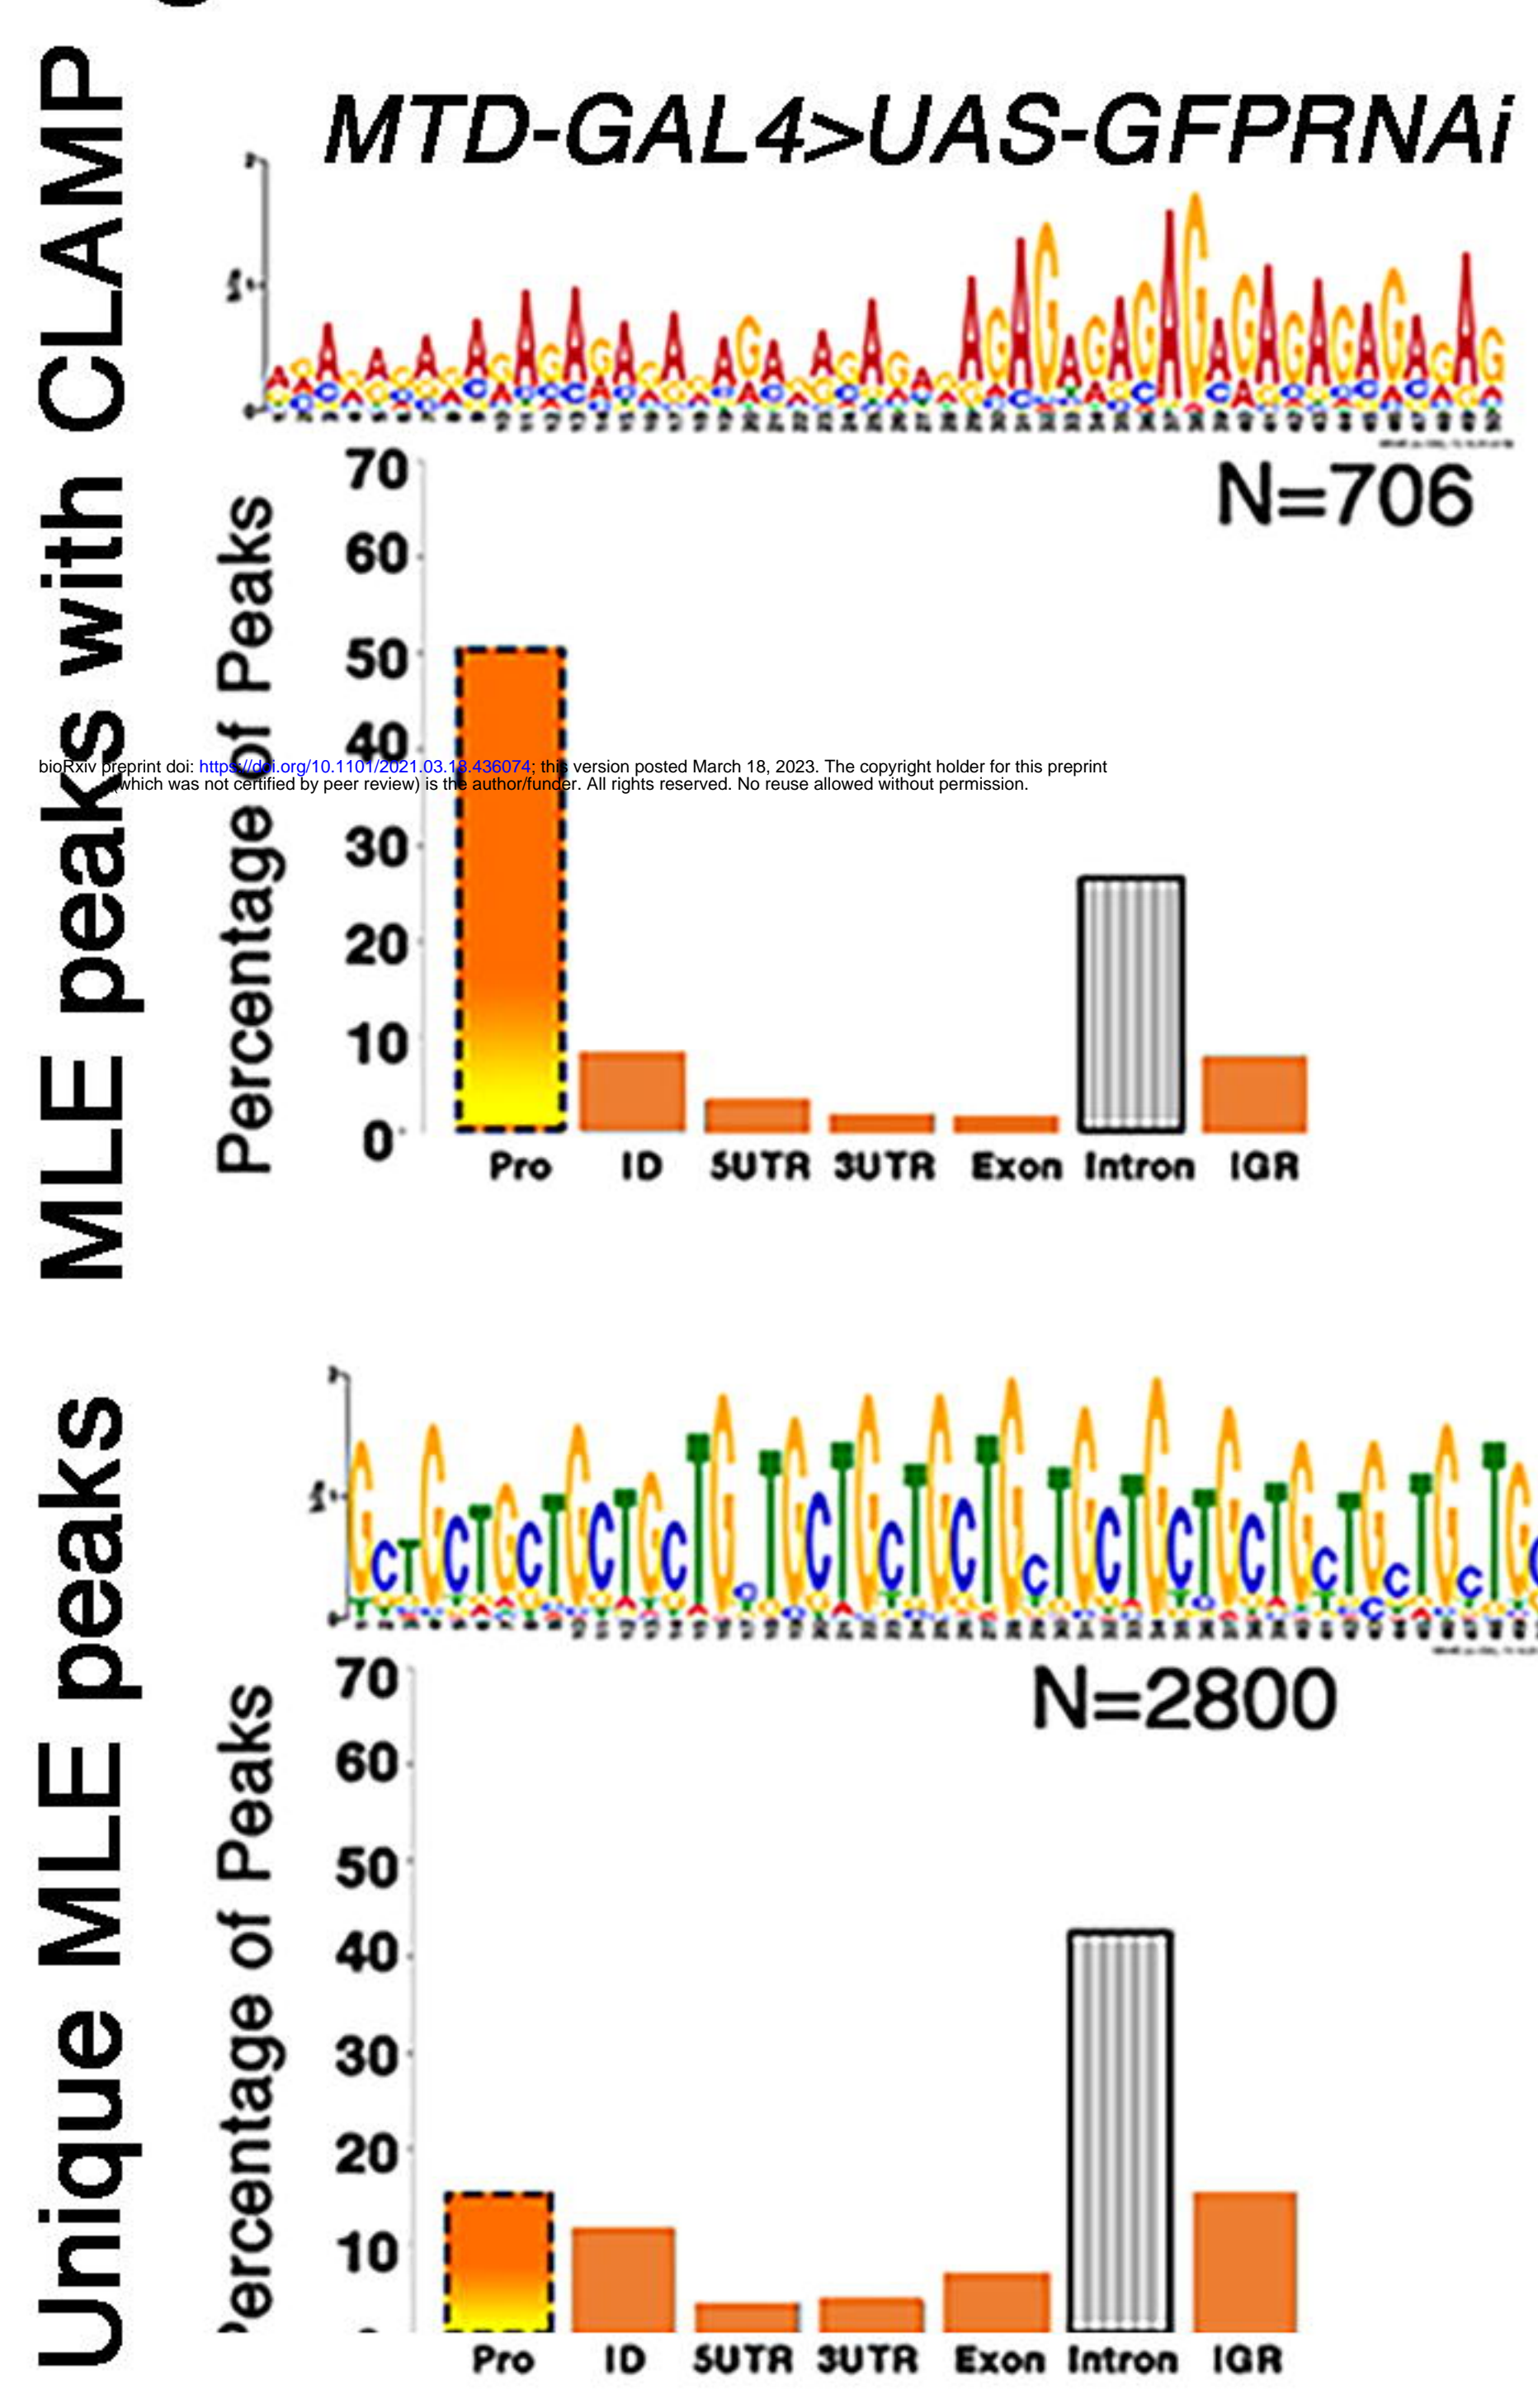 MLE peaks with CLAMP
MTD-GAL4>UAS-GFPRNAi
N=706
Percentage of Peaks
70
60
50
40
30
20
10
0
bioRxiv preprint doi: https://doi.org/10.1101/2021.03.18.436074; this version posted March 18, 2023. The copyright holder for this preprint
(which was not certified by peer review) is the author/funder. All rights reserved. No reuse allowed without permission.
Pro ID 5UTR 3UTR Exon Intron IGR
Unique MLE peaks
N=2800
Percentage of Peaks
70
60
50
40
30
20
10
Pro ID 5UTR 3UTR Exon Intron IGR